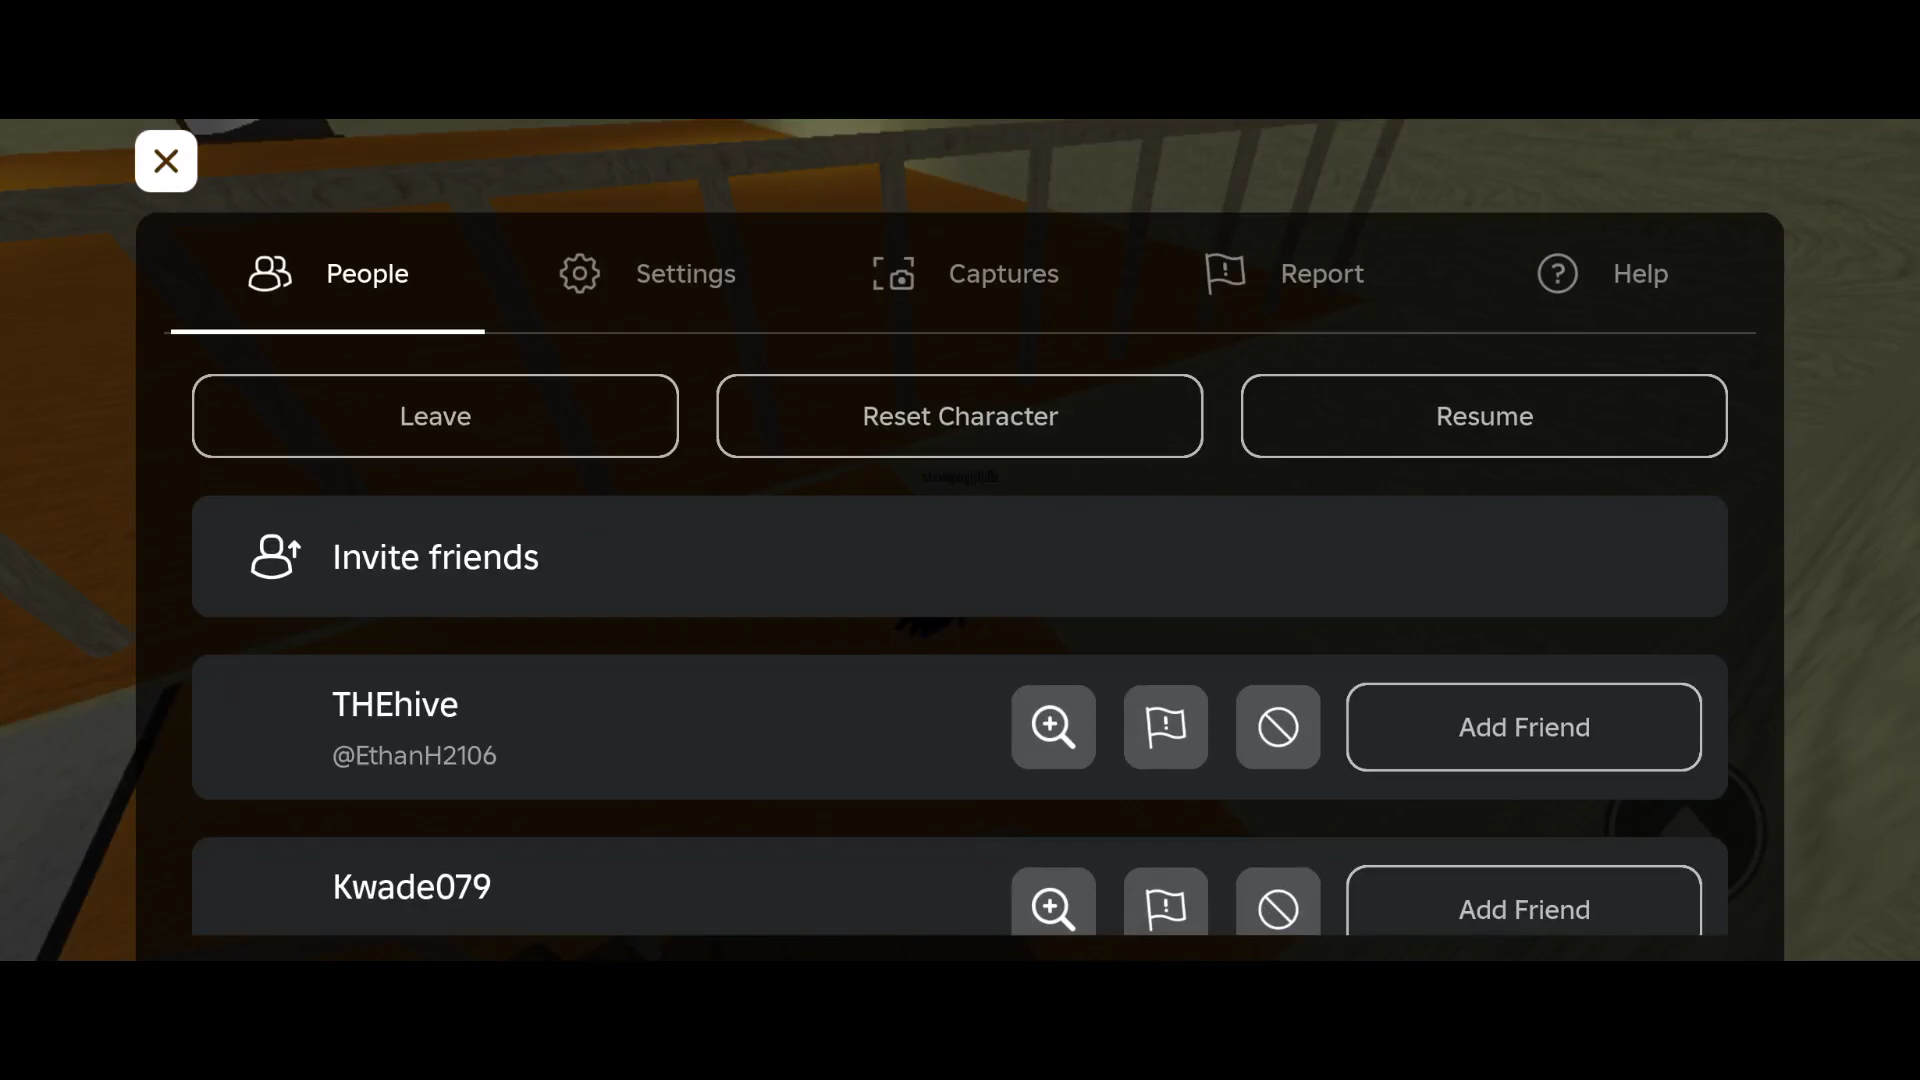 People
Settings
Captures
Report
Help
Leave
Reset Character
Resume
Invite friends
THEhive
@EthanH2106
Add Friend
Kwade079
Add Friend